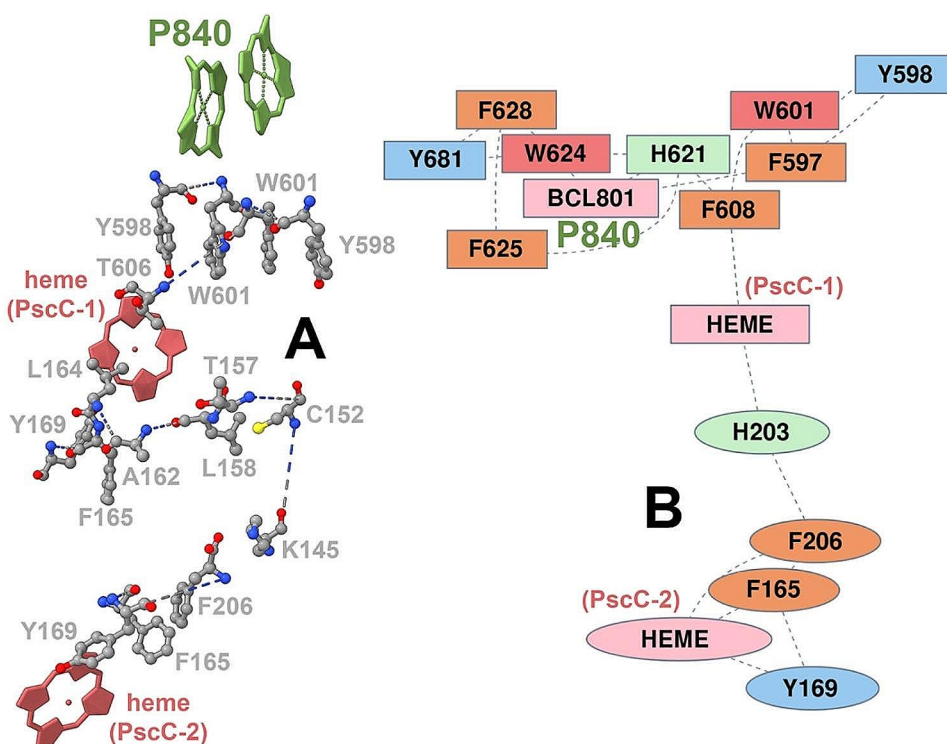 P840
W601
Y598
Y598
T606
W601
heme
(PscC-1)
A
L164
T157
Y169
C152
L158
A162
F165
K145
F206
Y169
F165
heme
(PscC-2)
Y598
F628
W601
Y681
W624
H621
F597
BCL801
F608
P840
F625
(PscC-1)
HEME
H203
B
F206
F165
(PscC-2)
HEME
Y169